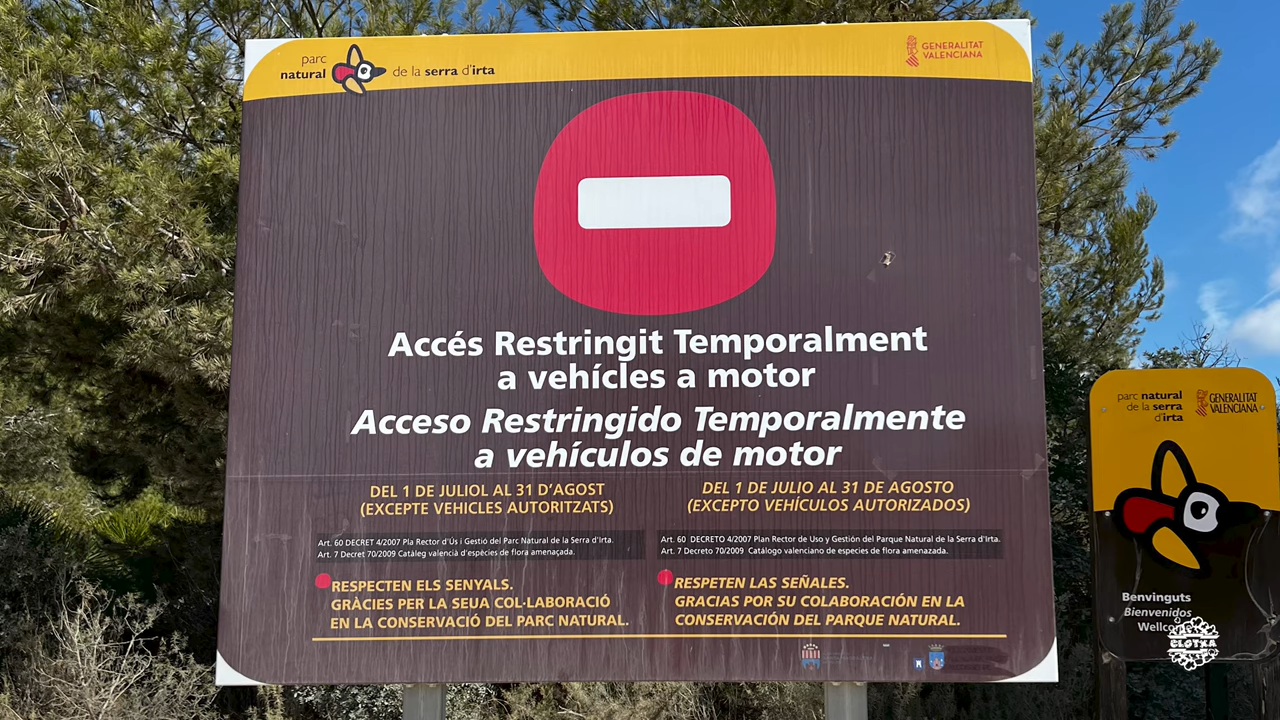 parc
natural de la serra d'irta
GENERALITAT
VALENCIANA
Accés Restringit Temporalment
a vehícles a motor
Acceso Restringido Temporalmente
a vehículos de motor
DEL 1 DE JULIOL AL 31 D'AGOST
(EXCEPTE VEHICLES AUTORITZATS)
DEL 1 DE JULIO AL 31 DE AGOSTO
(EXCEPTO VEHÍCULOS AUTORIZADOS)
Art. 60 DECRET 4/2007 Pla Rector d'Ús i Gestió del Parc Natural de la Serra d'Irta.
Art. 7 Decret 70/2009 Catàleg valencià d'espècies de flora amenaçada.
Art. 60 DECRETO 4/2007 Plan Rector de Uso y Gestión del Parque Natural de la Serra d'Irta.
Art. 7 Decreto 70/2009 Catálogo valenciano de especies de flora amenazada.
RESPECTEN ELS SENYALS.
GRÀCIES PER LA SEUA COL·LABORACIÓ
EN LA CONSERVACIÓ DEL PARC NATURAL.
RESPETEN LAS SEÑALES.
GRACIAS POR SU COLABORACIÓN EN LA
CONSERVACIÓN DEL PARQUE NATURAL.
parc natural
de la serra
d'irta
GENERALITAT
VALENCIANA
Benvinguts
Bienvenidos
CLOTXA